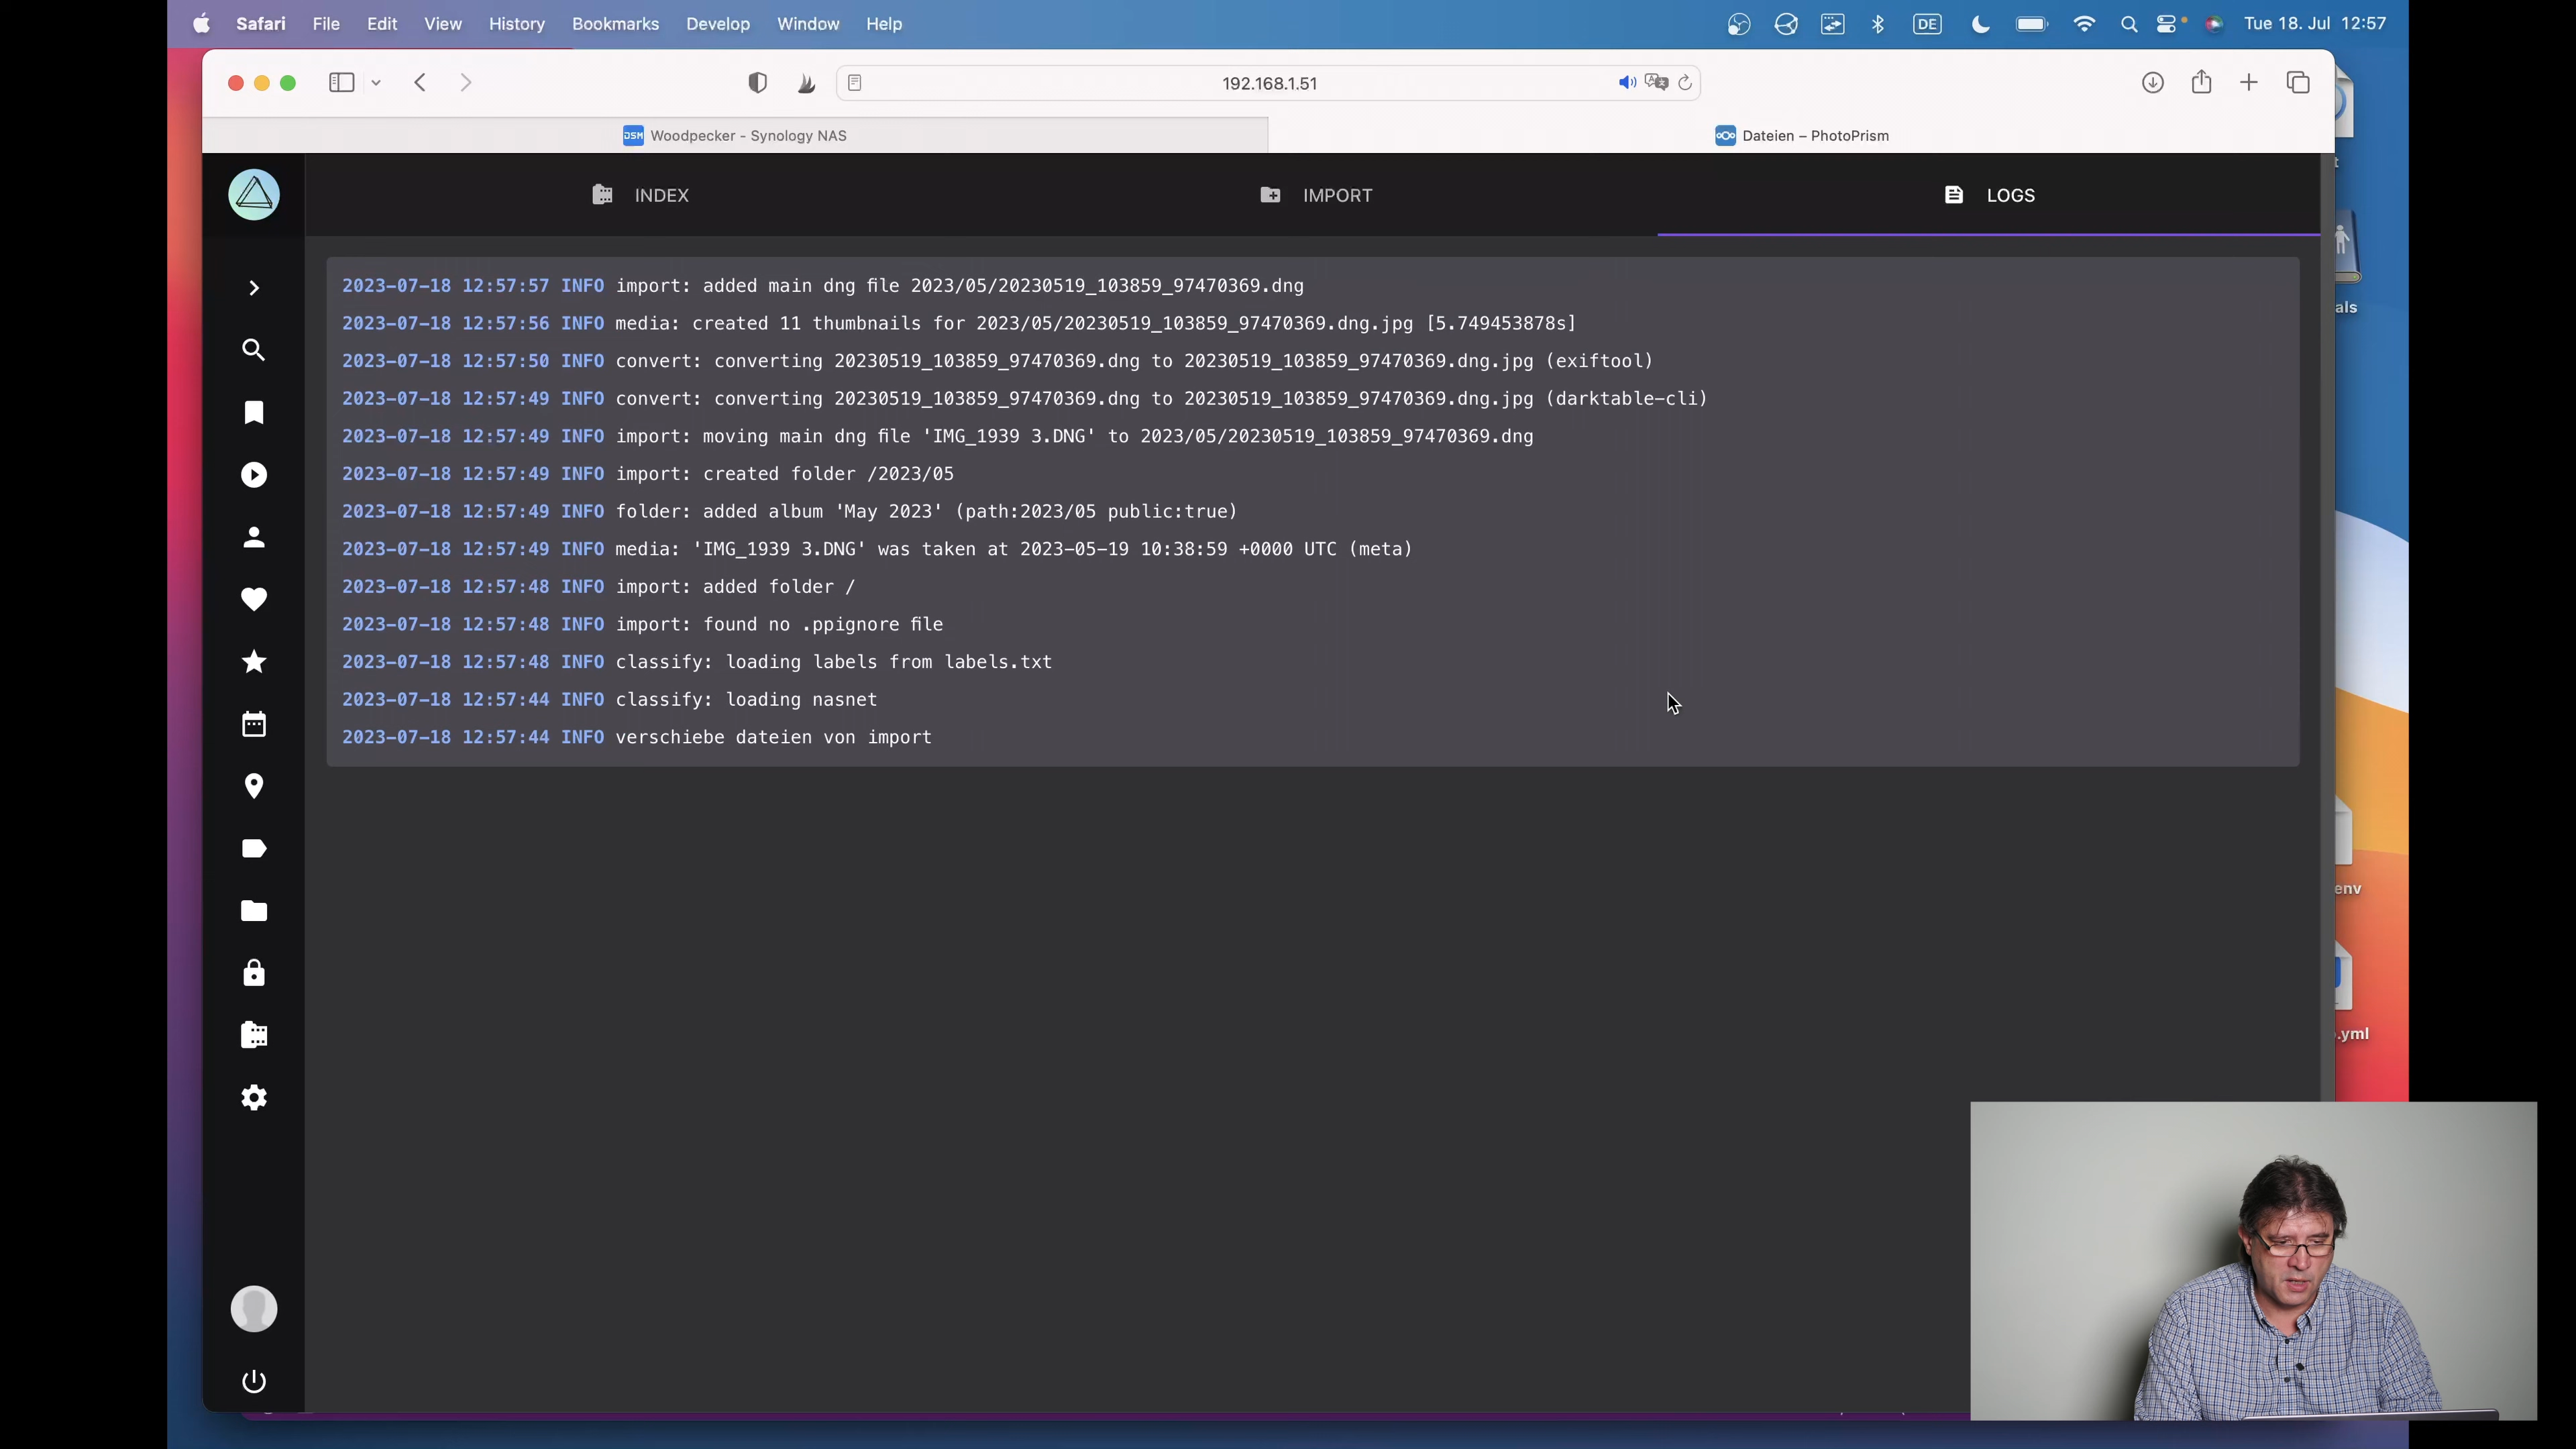 Safari File Edit View History Bookmarks Develop Window Help DE Tue 18. Jul 12:57
192.168.1.51
DSM Woodpecker - Synology NAS Dateien – PhotoPrism
INDEX IMPORT LOGS
2023-07-18 12:57:57 INFO import: added main dng file 2023/05/20230519_103859_97470369.dng
2023-07-18 12:57:56 INFO media: created 11 thumbnails for 2023/05/20230519_103859_97470369.dng.jpg [5.749453878s]
2023-07-18 12:57:50 INFO convert: converting 20230519_103859_97470369.dng to 20230519_103859_97470369.dng.jpg (exiftool)
2023-07-18 12:57:49 INFO convert: converting 20230519_103859_97470369.dng to 20230519_103859_97470369.dng.jpg (darktable-cli)
2023-07-18 12:57:49 INFO import: moving main dng file 'IMG_1939 3.DNG' to 2023/05/20230519_103859_97470369.dng
2023-07-18 12:57:49 INFO import: created folder /2023/05
2023-07-18 12:57:49 INFO folder: added album 'May 2023' (path:2023/05 public:true)
2023-07-18 12:57:49 INFO media: 'IMG_1939 3.DNG' was taken at 2023-05-19 10:38:59 +0000 UTC (meta)
2023-07-18 12:57:48 INFO import: added folder /
2023-07-18 12:57:48 INFO import: found no .ppignore file
2023-07-18 12:57:48 INFO classify: loading labels from labels.txt
2023-07-18 12:57:44 INFO classify: loading nasnet
2023-07-18 12:57:44 INFO verschiebe dateien von import
als
env
.yml